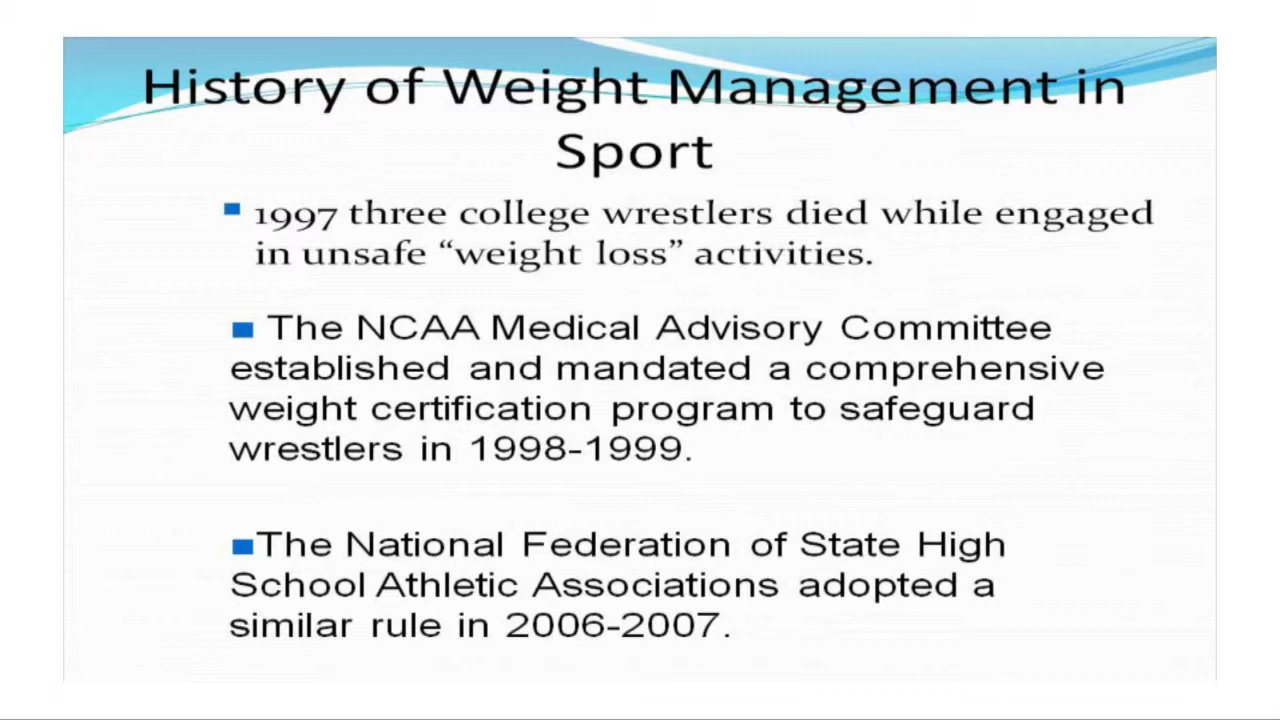 History of Weight Management in
Sport
▪ 1997 three college wrestlers died while engaged
in unsafe “weight loss” activities.
▪ The NCAA Medical Advisory Committee
established and mandated a comprehensive
weight certification program to safeguard
wrestlers in 1998-1999.
▪The National Federation of State High
School Athletic Associations adopted a
similar rule in 2006-2007.